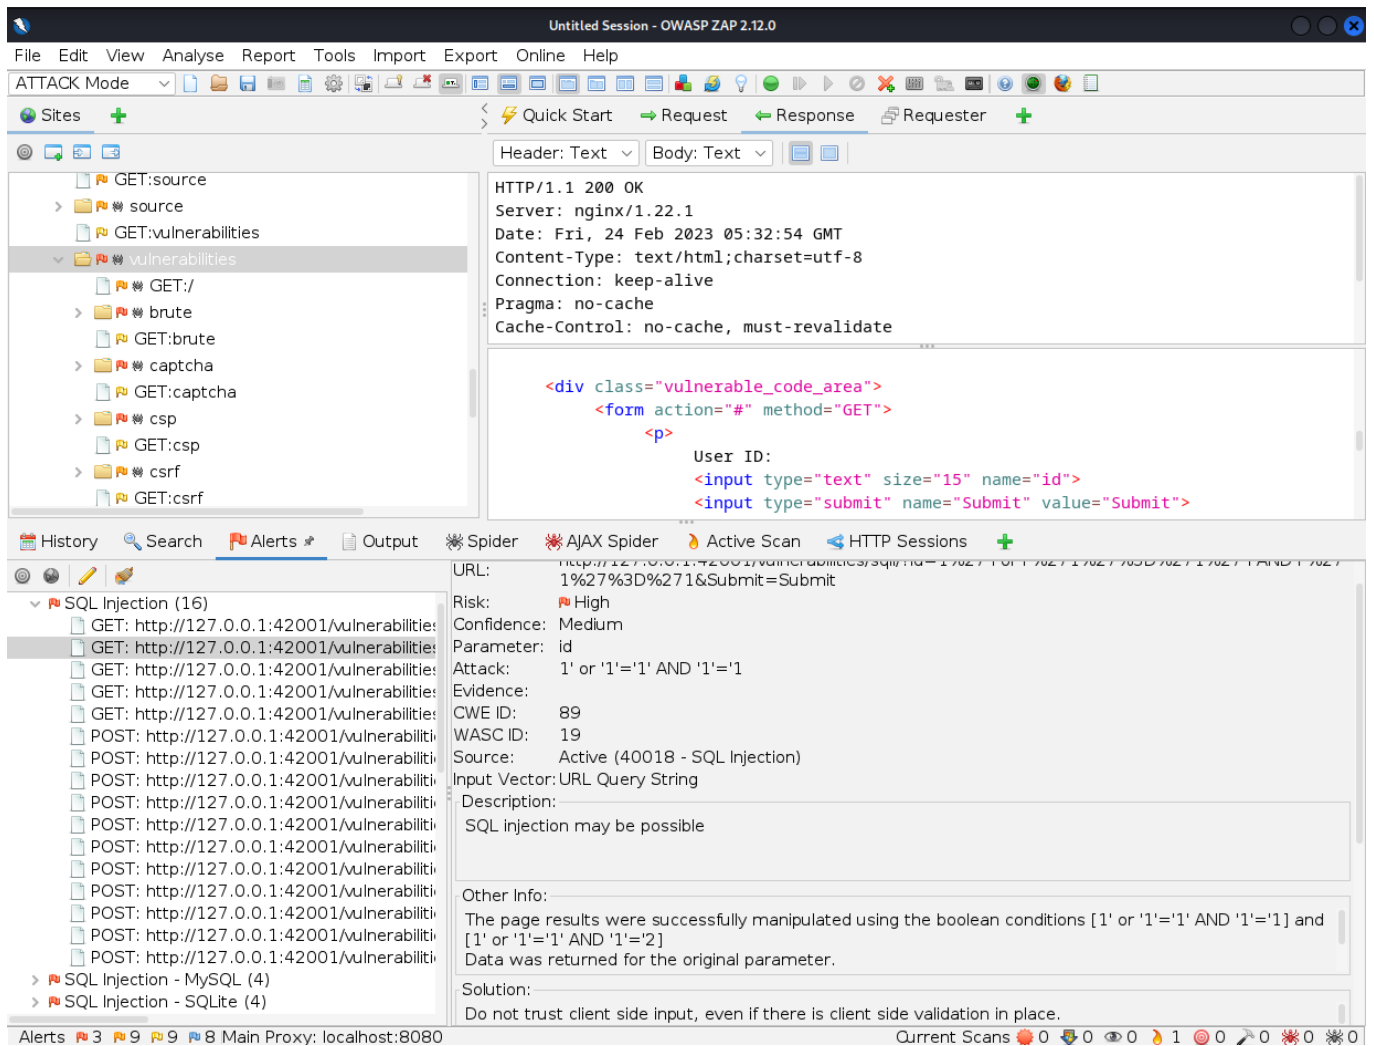 Untitled Session - OWASP ZAP 2.12.0
File Edit View Analyse Report Tools Import Export Online Help
ATTACK Mode
Sites
Quick Start Request Response Requester
Header: Text Body: Text
GET:source
source
GET:vulnerabilities
vulnerabilities
GET:/
brute
GET:brute
captcha
GET:captcha
csp
GET:csp
csrf
GET:csrf
HTTP/1.1 200 OK
Server: nginx/1.22.1
Date: Fri, 24 Feb 2023 05:32:54 GMT
Content-Type: text/html;charset=utf-8
Connection: keep-alive
Pragma: no-cache
Cache-Control: no-cache, must-revalidate
<div class="vulnerable_code_area">
<form action="#" method="GET">
<p>
User ID:
<input type="text" size="15" name="id">
<input type="submit" name="Submit" value="Submit">
History Search Alerts Output Spider AJAX Spider Active Scan HTTP Sessions
SQL Injection (16)
GET: http://127.0.0.1:42001/vulnerabilities
GET: http://127.0.0.1:42001/vulnerabilities
GET: http://127.0.0.1:42001/vulnerabilities
GET: http://127.0.0.1:42001/vulnerabilities
GET: http://127.0.0.1:42001/vulnerabilities
POST: http://127.0.0.1:42001/vulnerabiliti
POST: http://127.0.0.1:42001/vulnerabiliti
POST: http://127.0.0.1:42001/vulnerabiliti
POST: http://127.0.0.1:42001/vulnerabiliti
POST: http://127.0.0.1:42001/vulnerabiliti
POST: http://127.0.0.1:42001/vulnerabiliti
POST: http://127.0.0.1:42001/vulnerabiliti
POST: http://127.0.0.1:42001/vulnerabiliti
POST: http://127.0.0.1:42001/vulnerabiliti
POST: http://127.0.0.1:42001/vulnerabiliti
POST: http://127.0.0.1:42001/vulnerabiliti
SQL Injection - MySQL (4)
SQL Injection - SQLite (4)
URL:
1%27%3D%271&Submit=Submit
Risk: High
Confidence: Medium
Parameter: id
Attack: 1' or '1'='1' AND '1'='1
Evidence:
CWE ID: 89
WASC ID: 19
Source: Active (40018 - SQL Injection)
Input Vector: URL Query String
Description:
SQL injection may be possible
Other Info:
The page results were successfully manipulated using the boolean conditions [1' or '1'='1' AND '1'='1] and
[1' or '1'='1' AND '1'='2]
Data was returned for the original parameter.
Solution:
Do not trust client side input, even if there is client side validation in place.
Alerts 3 9 9 8 Main Proxy: localhost:8080
Current Scans 0 0 0 1 0 0 0 0